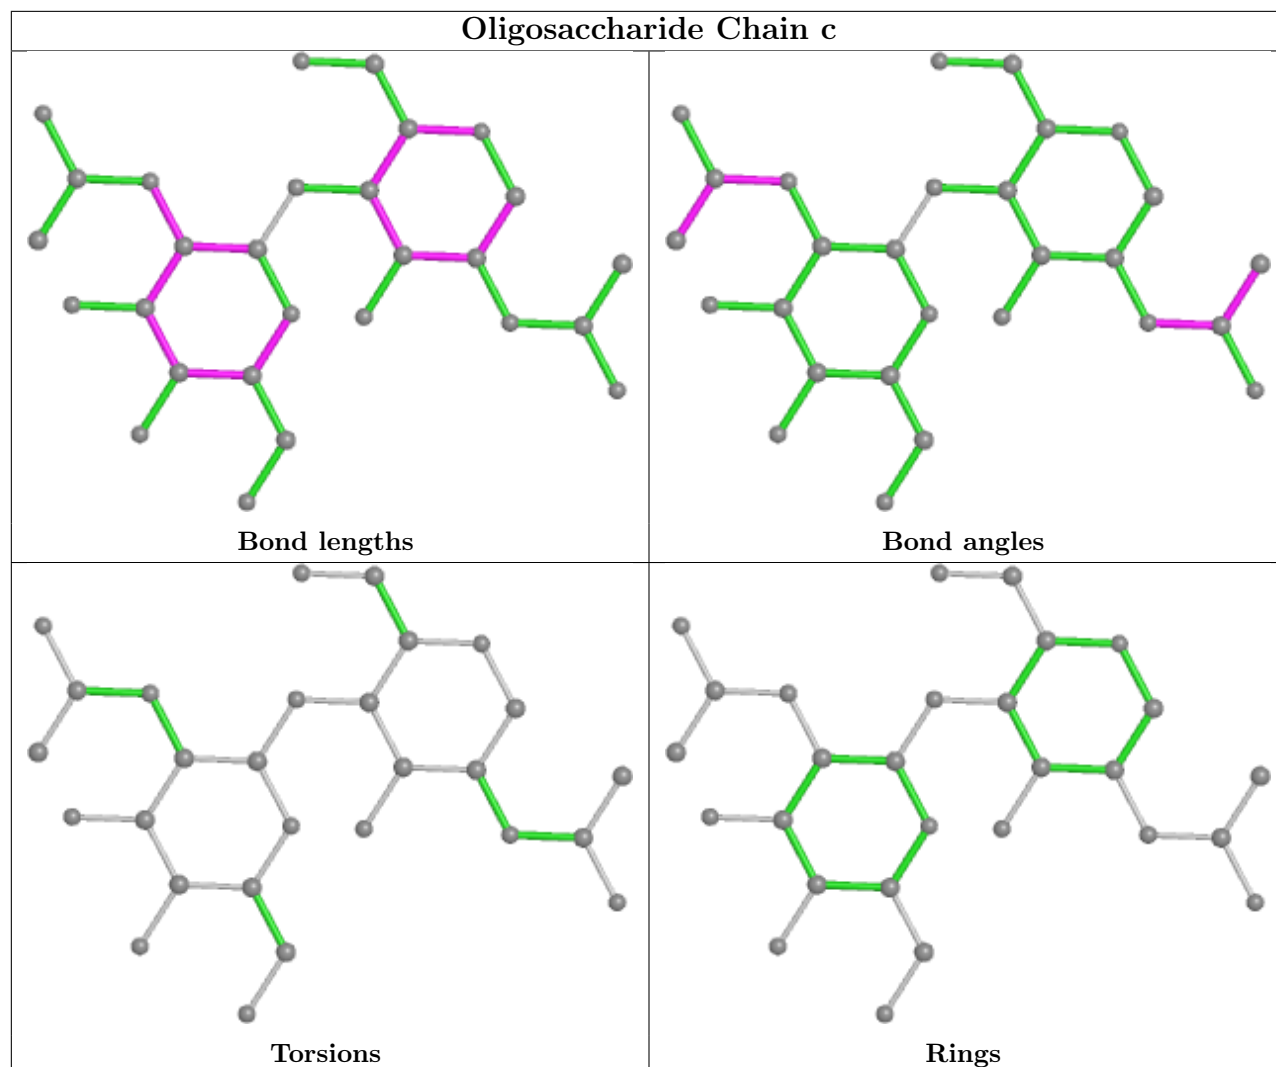 Oligosaccharide Chain c
Bond lengths
Bond angles
Torsions
Rings